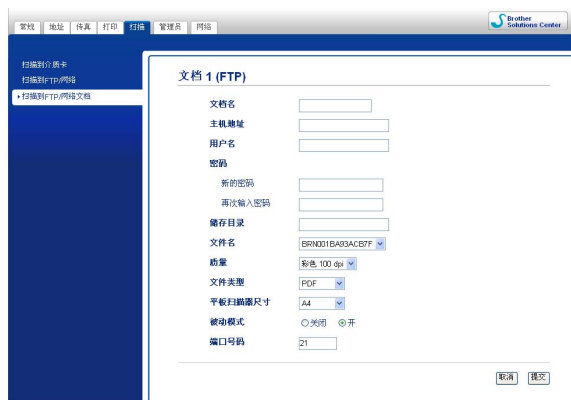 常规 地址 传真 打印 扫描 管理员 网络
Brother
Solutions Center
扫描到介质卡
扫描到FTP/网络
扫描到FTP/网络文档
文档 1 (FTP)
文档名
主机地址
用户名
密码
新的密码
再次输入密码
储存目录
文件名 BRN001BA93ACB7F
质量 彩色 100 dpi
文件类型 PDF
平板扫描器尺寸 A4
被动模式 关闭 开
端口号码 21
取消 提交